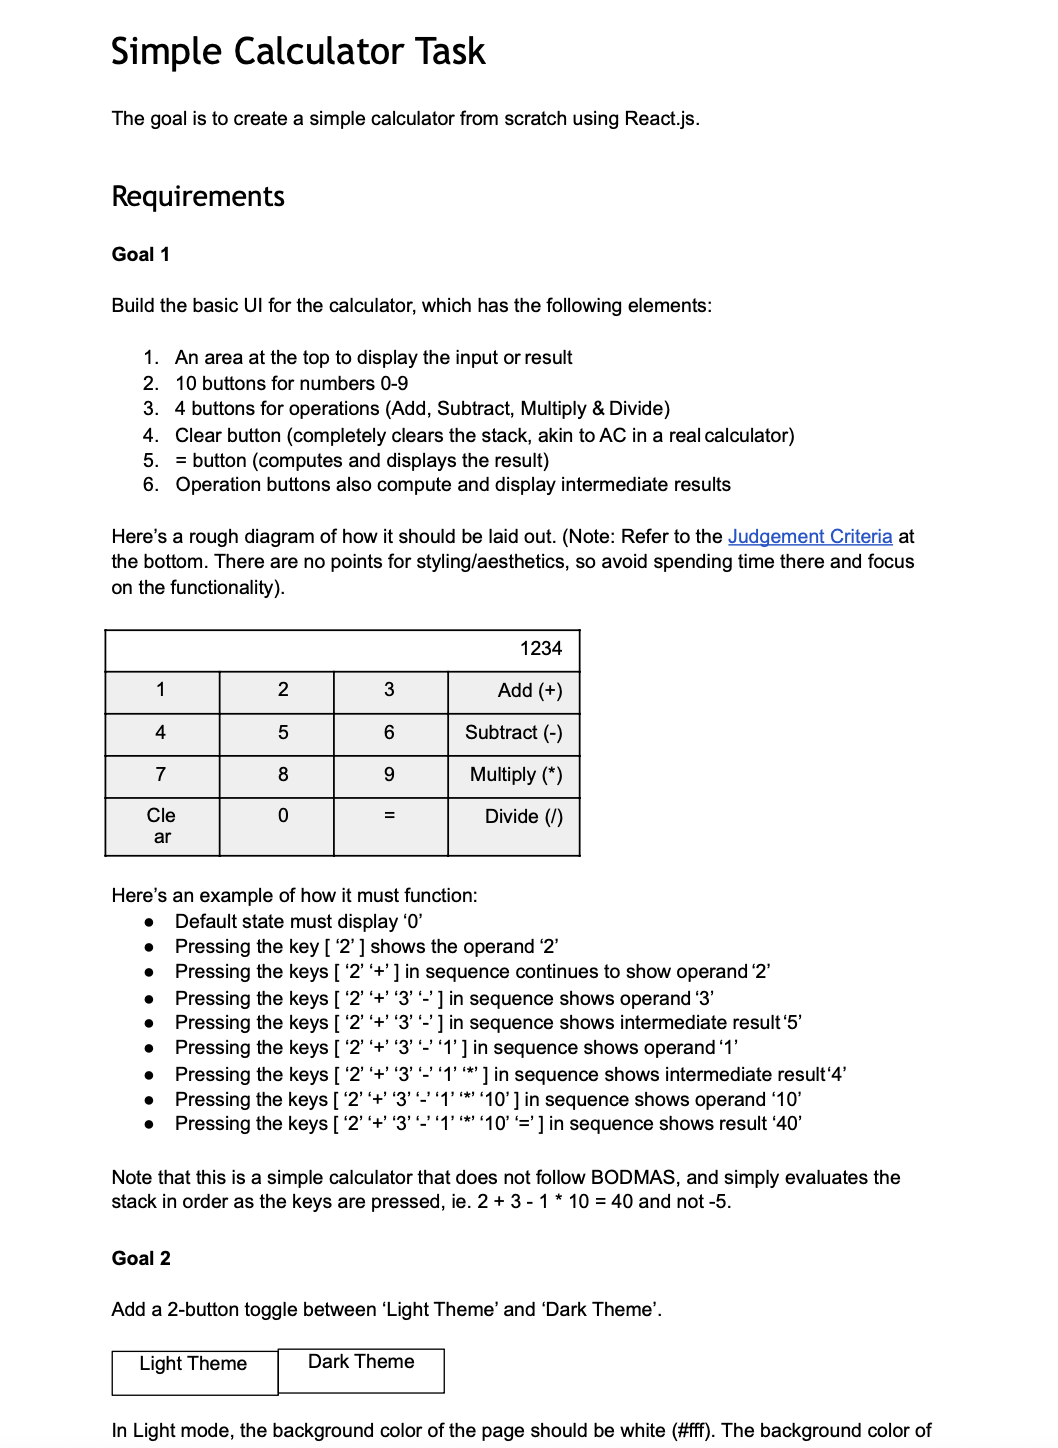 Simple Calculator Task
The goal is to create a simple calculator from scratch using React.js.
Requirements
Goal 1
Build the basic UI for the calculator, which has the following elements:
1. An area at the top to display the input or result
2. 10 buttons for numbers 0-9
3. 4 buttons for operations (Add, Subtract, Multiply & Divide)
4. Clear button (completely clears the stack, akin to AC in a real calculator)
5. = button (computes and displays the result)
6. Operation buttons also compute and display intermediate results
Here’s a rough diagram of how it should be laid out. (Note: Refer to the Judgement Criteria at
the bottom. There are no points for styling/aesthetics, so avoid spending time there and focus
on the functionality).
1234
1 2 3 Add (+)
4 5 6 Subtract (-)
7 8 9 Multiply (*)
Cle 0 = Divide (/)
ar
Here’s an example of how it must function:
● Default state must display ‘0’
● Pressing the key [ ‘2’ ] shows the operand ‘2’
● Pressing the keys [ ‘2’ ‘+’ ] in sequence continues to show operand ‘2’
● Pressing the keys [ ‘2’ ‘+’ ‘3’ ‘-’ ] in sequence shows operand ‘3’
● Pressing the keys [ ‘2’ ‘+’ ‘3’ ‘-’ ] in sequence shows intermediate result ‘5’
● Pressing the keys [ ‘2’ ‘+’ ‘3’ ‘-’ ‘1’ ] in sequence shows operand ‘1’
● Pressing the keys [ ‘2’ ‘+’ ‘3’ ‘-’ ‘1’ ‘*’ ] in sequence shows intermediate result ‘4’
● Pressing the keys [ ‘2’ ‘+’ ‘3’ ‘-’ ‘1’ ‘*’ ‘10’ ] in sequence shows operand ‘10’
● Pressing the keys [ ‘2’ ‘+’ ‘3’ ‘-’ ‘1’ ‘*’ ‘10’ ‘=’ ] in sequence shows result ‘40’
Note that this is a simple calculator that does not follow BODMAS, and simply evaluates the
stack in order as the keys are pressed, ie. 2 + 3 - 1 * 10 = 40 and not -5.
Goal 2
Add a 2-button toggle between ‘Light Theme’ and ‘Dark Theme’.
Light Theme Dark Theme
In Light mode, the background color of the page should be white (#fff). The background color of